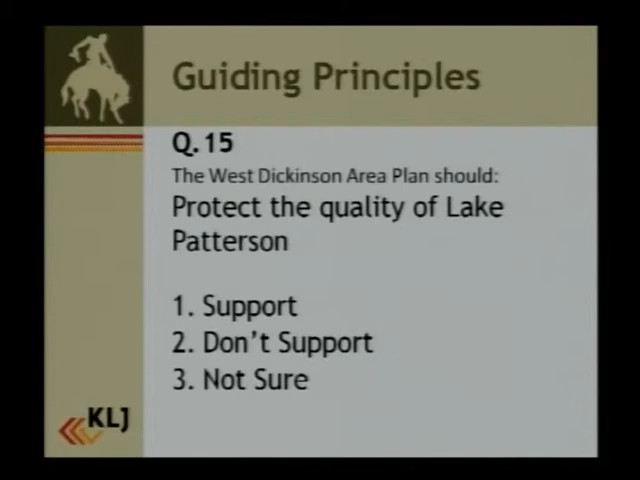 Guiding Principles
Q.15
The West Dickinson Area Plan should:
Protect the quality of Lake
Patterson
1. Support
2. Don't Support
3. Not Sure
KLJ